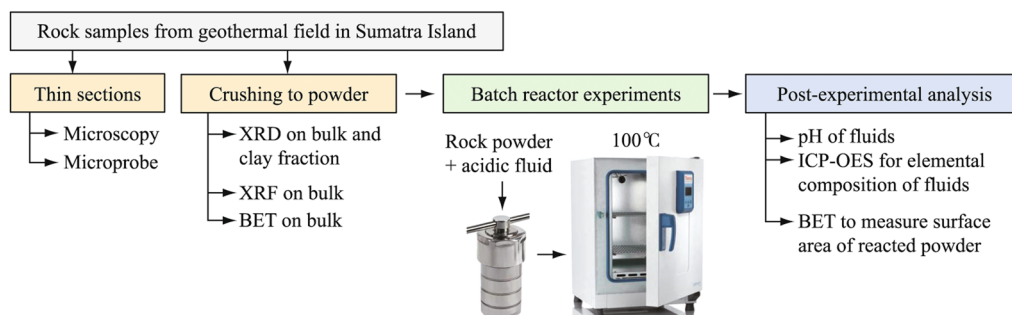 Rock samples from geothermal field in Sumatra Island
Thin sections
Microscopy
Microprobe
Crushing to powder
XRD on bulk and
clay fraction
XRF on bulk
BET on bulk
Batch reactor experiments
Rock powder
+ acidic fluid
100°C
Post-experimental analysis
pH of fluids
ICP-OES for elemental
composition of fluids
BET to measure surface
area of reacted powder